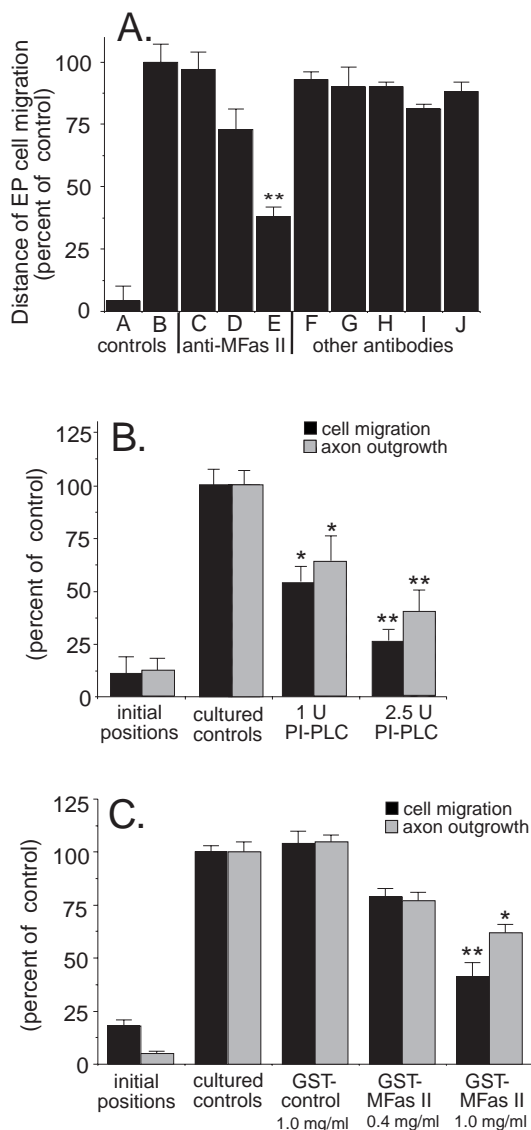 A.
Distance of EP cell migration
(percent of control)
100
75
50
25
0
**
A B C D E F G H I J
controls anti-MFas II other antibodies
B.
cell migration
axon outgrowth
(percent of control)
125
100
75
50
25
0
* *
** **
initial positions
cultured controls
1 U PI-PLC
2.5 U PI-PLC
C.
cell migration
axon outgrowth
(percent of control)
125
100
75
50
25
0
** *
initial positions
cultured controls
GST-control 1.0 mg/ml
GST-MFas II 0.4 mg/ml
GST-MFas II 1.0 mg/ml